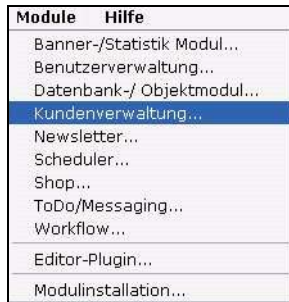 Module Hilfe
Banner-/Statistik Modul...
Benutzerverwaltung...
Datenbank-/ Objektmodul...
Kundenverwaltung...
Newsletter...
Scheduler...
Shop...
ToDo/Messaging...
Workflow...
Editor-Plugin...
Modulinstallation...